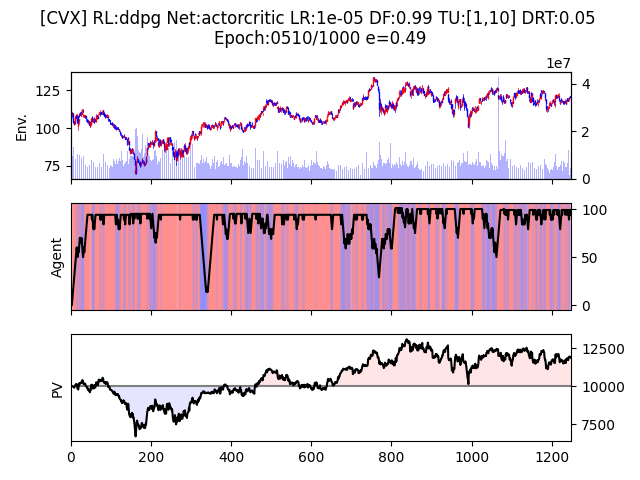 [CVX] RL:ddpg Net:actorcritic LR:1e-05 DF:0.99 TU:[1,10] DRT:0.05
Epoch:0510/1000 e=0.49
1e7
125
100
75
Env.
4
2
0
Agent
100
50
0
PV
12500
10000
7500
0 200 400 600 800 1000 1200